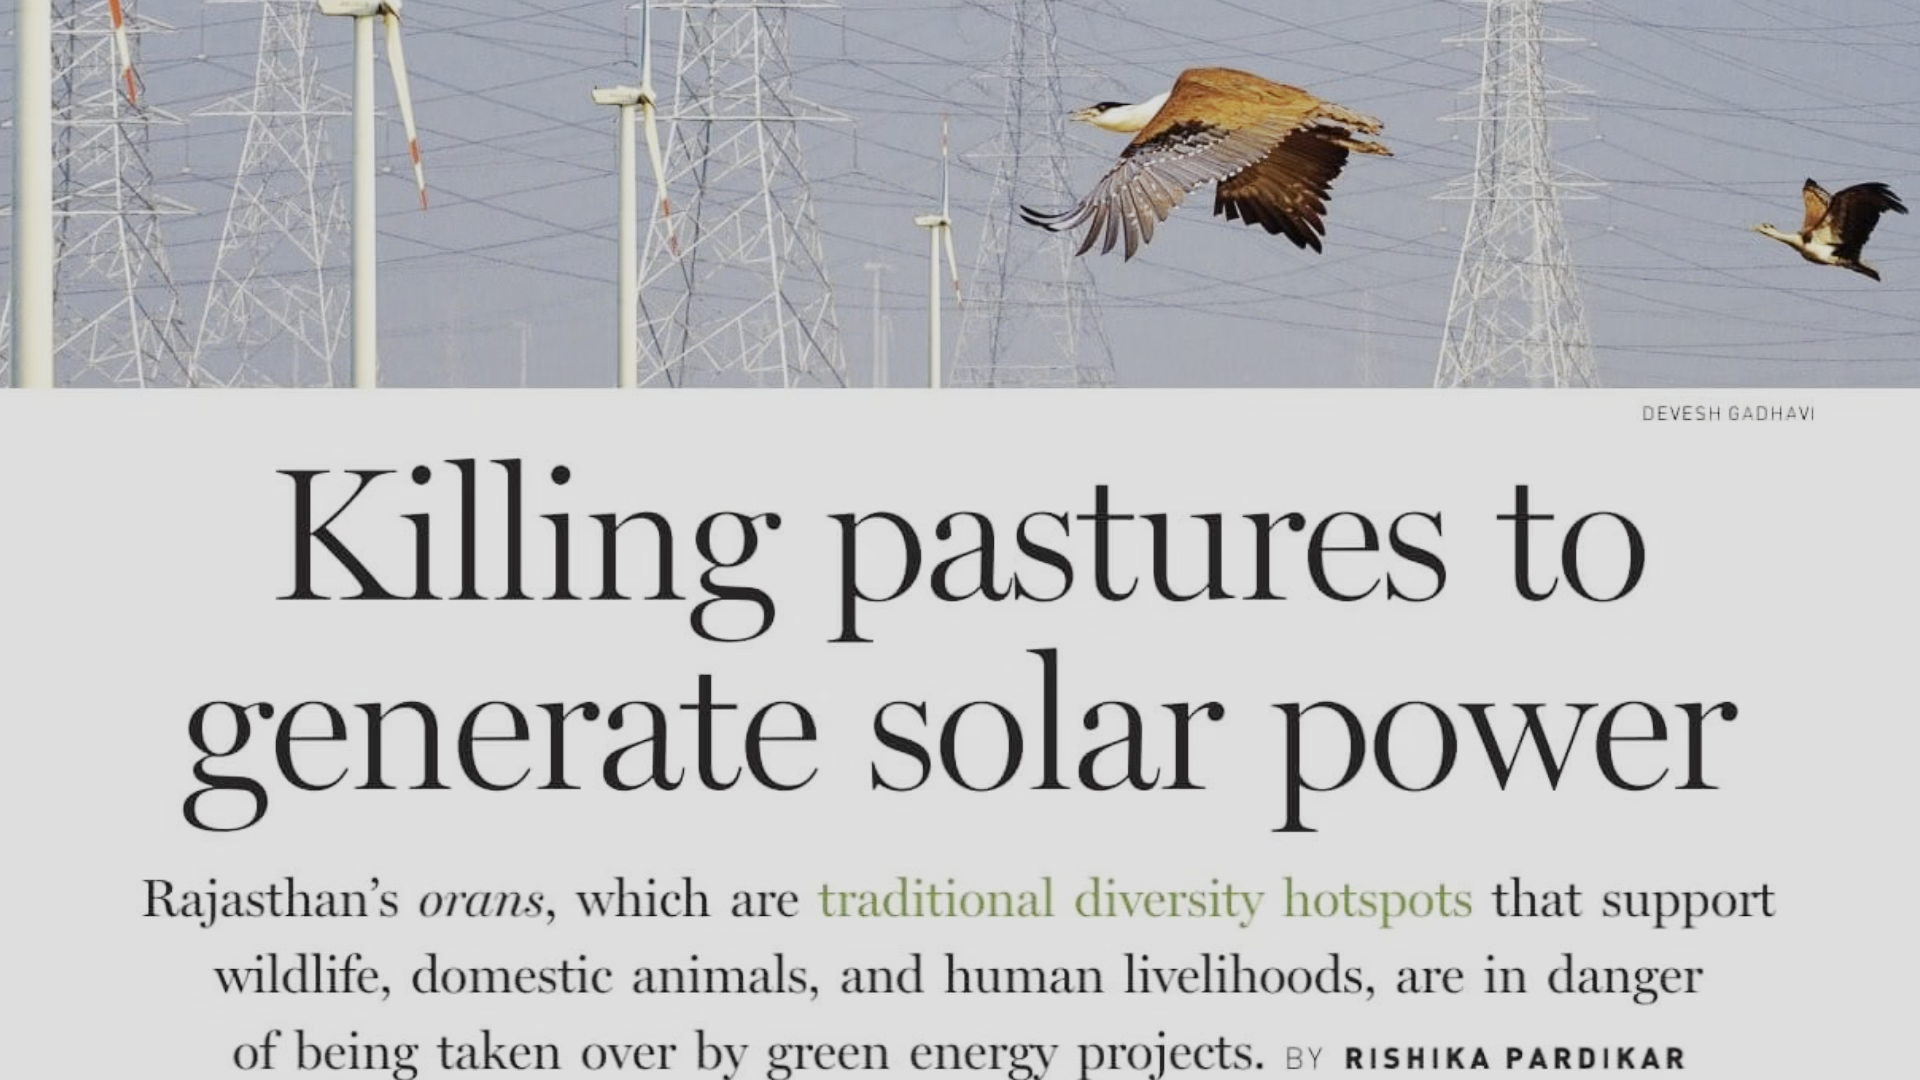 DEVESH GADHAVI
Killing pastures to
generate solar power
Rajasthan's orans, which are traditional diversity hotspots that support
wildlife, domestic animals, and human livelihoods, are in danger
of being taken over by green energy projects. BY RISHIKA PARDIKAR